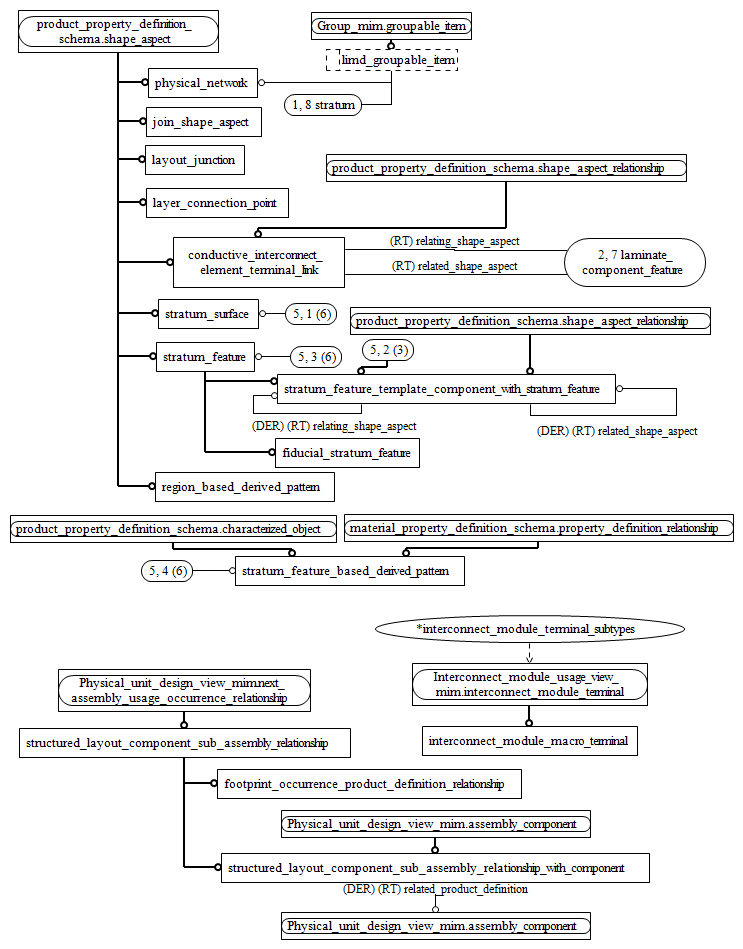 product_property_definition_
schema.shape_aspect
Group_mim.groupable_item
limd_groupable_item
physical_network
1, 8 stratum
join_shape_aspect
layout_junction
product_property_definition_schema.shape_aspect_relationship
layer_connection_point
(RT) relating_shape_aspect
conductive_interconnect_
element_terminal_link
2, 7 laminate_
component_feature
(RT) related_shape_aspect
stratum_surface
5, 1 (6)
product_property_definition_schema.shape_aspect_relationship
stratum_feature
5, 3 (6)
5, 2 (3)
stratum_feature_template_component_with_stratum_feature
(DER) (RT) relating_shape_aspect
(DER) (RT) related_shape_aspect
fiducial_stratum_feature
region_based_derived_pattern
product_property_definition_schema.characterized_object
material_property_definition_schema.property_definition_relationship
5, 4 (6)
stratum_feature_based_derived_pattern
*interconnect_module_terminal_subtypes
Physical_unit_design_view_mim.next_
assembly_usage_occurrence_relationship
Interconnect_module_usage_view_
mim.interconnect_module_terminal
structured_layout_component_sub_assembly_relationship
interconnect_module_macro_terminal
footprint_occurrence_product_definition_relationship
Physical_unit_design_view_mim.assembly_component
structured_layout_component_sub_assembly_relationship_with_component
(DER) (RT) related_product_definition
Physical_unit_design_view_mim.assembly_component